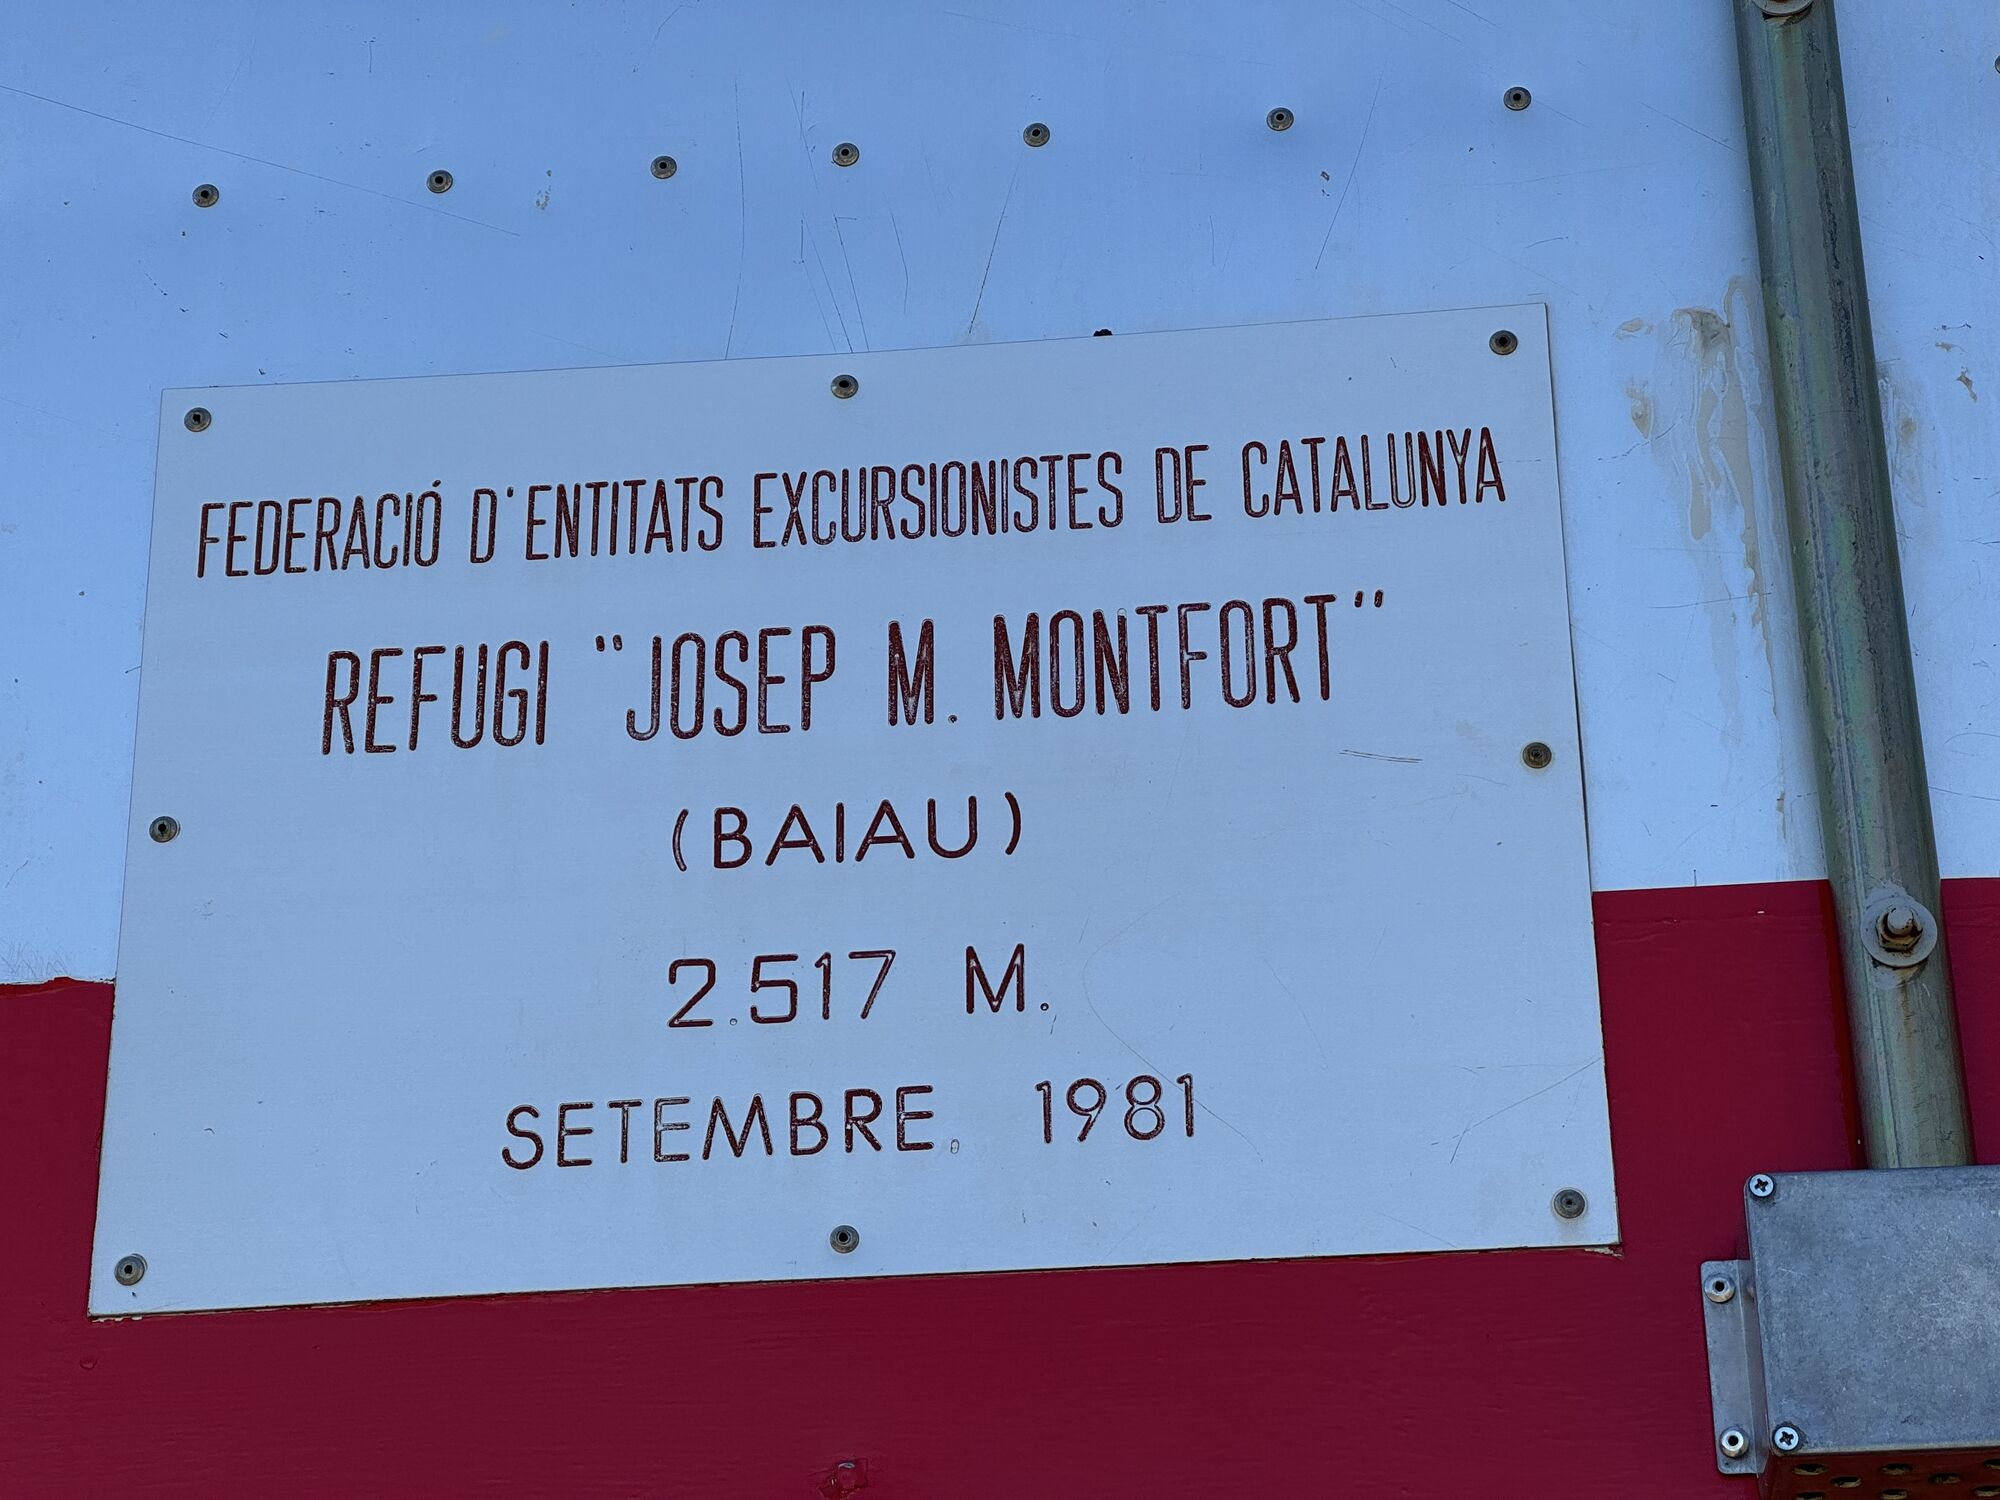 FEDERACIÓ D'ENTITATS EXCURSIONISTES DE CATALUNYA
REFUGI "JOSEP M. MONTFORT"
(BAIAU)
2.517 M.
SETEMBRE, 1981